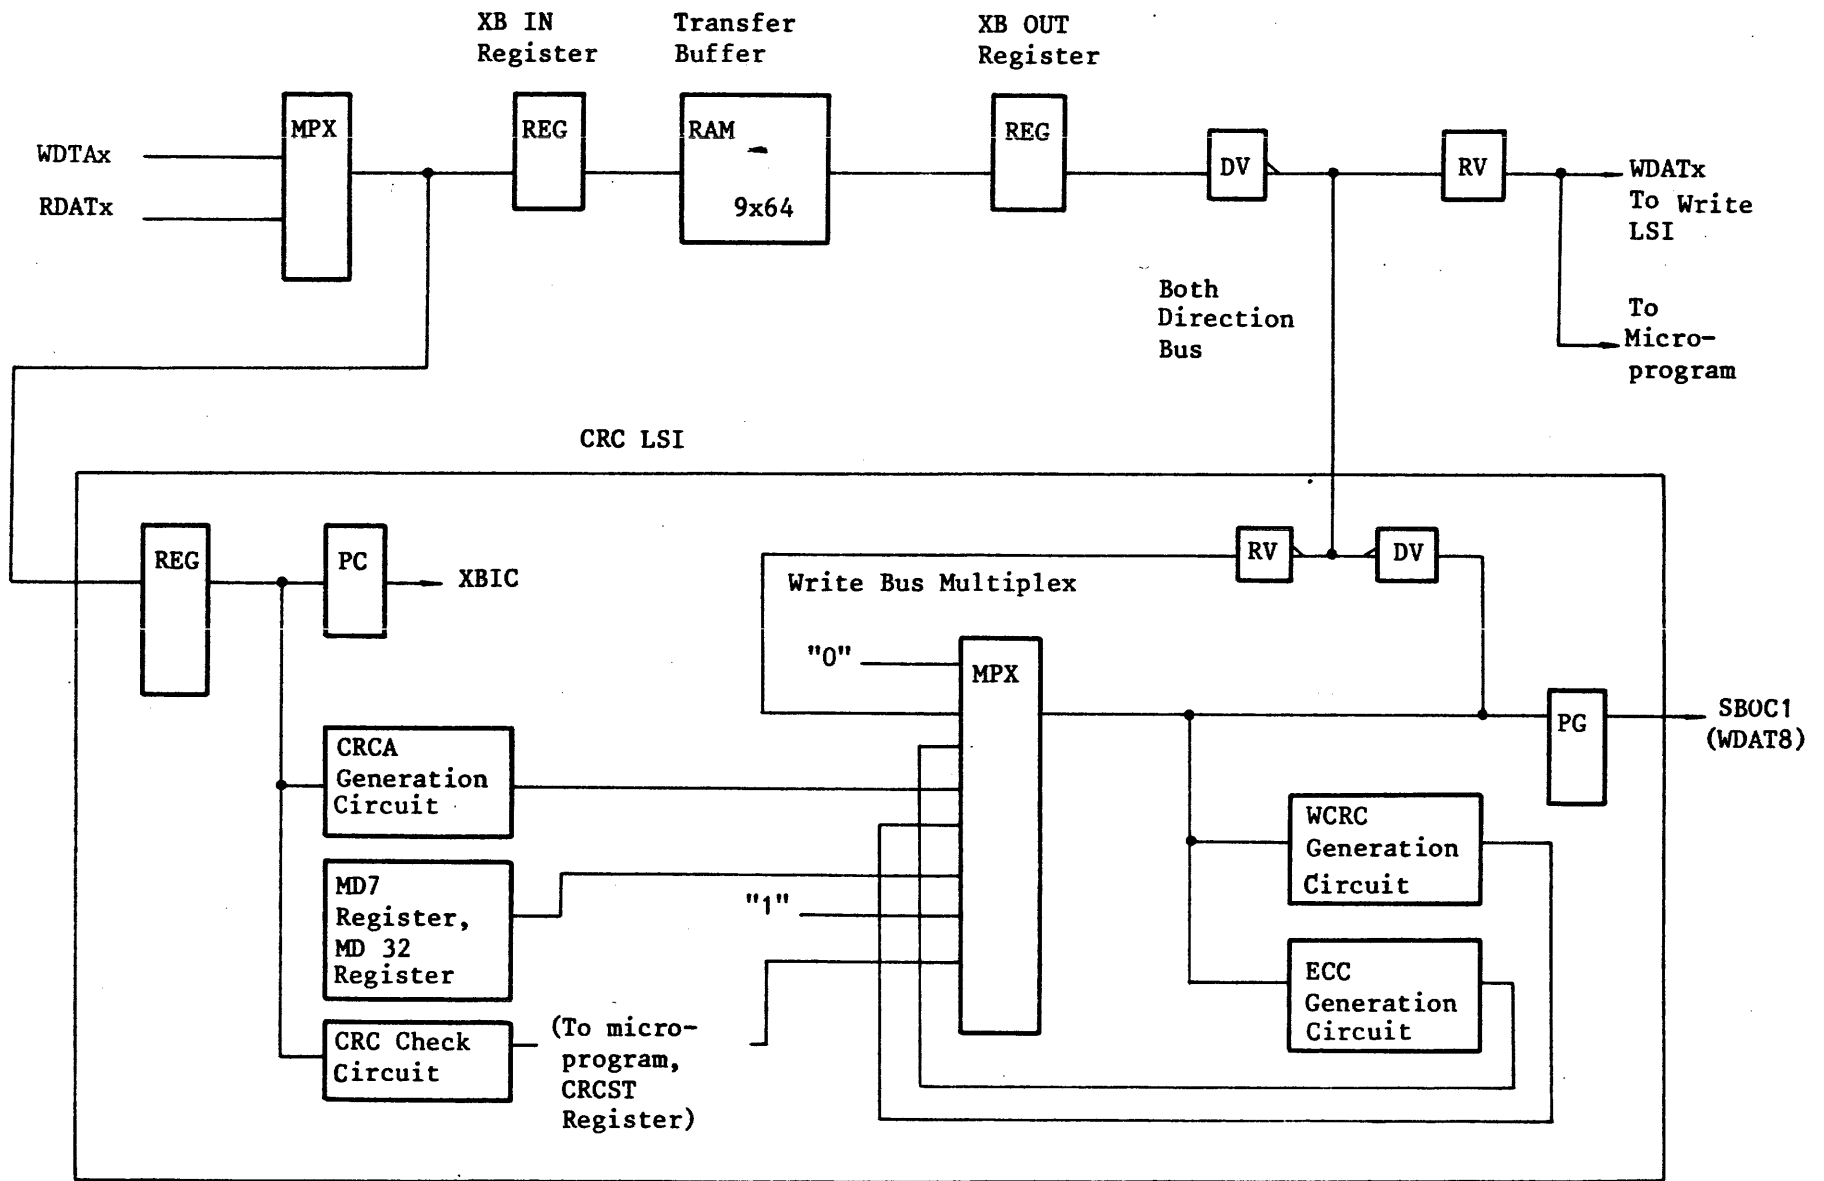 XB IN
Register
Transfer
Buffer
XB OUT
Register
MPX
REG
RAM
9x64
REG
DV
RV
WDTAx
RDATx
WDATx
To Write
LSI
Both
Direction
Bus
To
Micro-
program
CRC LSI
REG
PC
XBIC
RV
DV
Write Bus Multiplex
"0"
MPX
PG
SBOC1
(WDAT8)
CRCA
Generation
Circuit
WCRC
Generation
Circuit
MD7
Register,
MD 32
Register
"1"
ECC
Generation
Circuit
CRC Check
Circuit
(To micro-
program,
CRCST
Register)